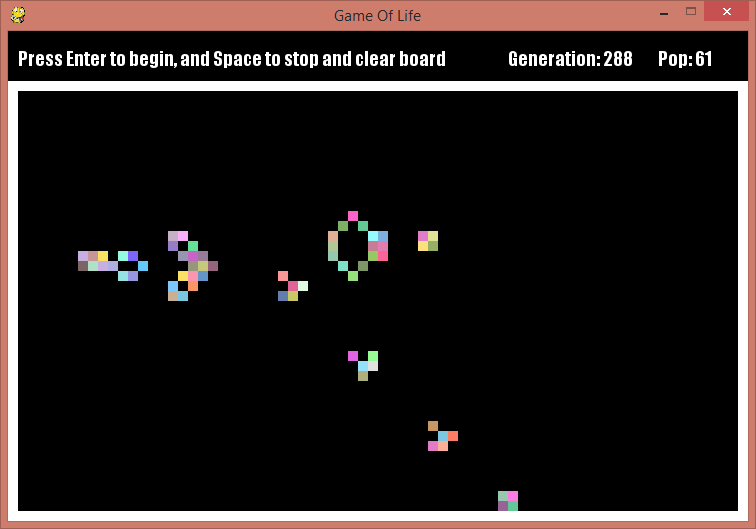 Game Of Life
Press Enter to begin, and Space to stop and clear board Generation: 288 Pop: 61